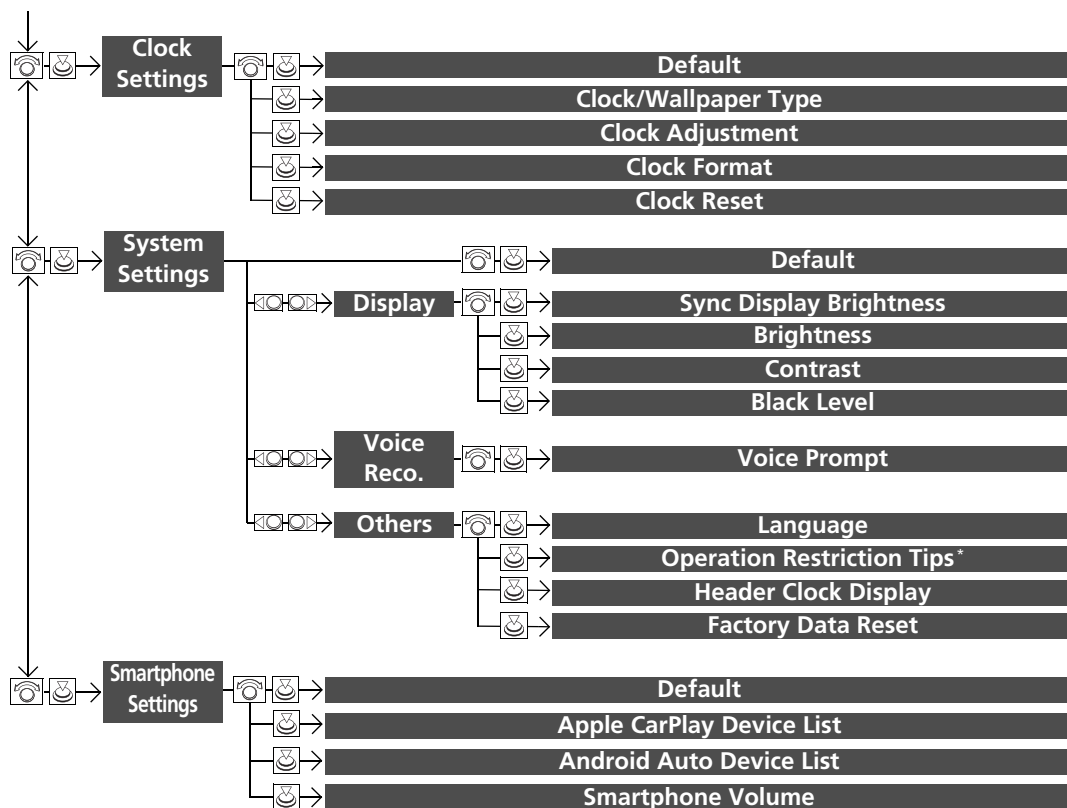 Clock
Settings
Default
Clock/Wallpaper Type
Clock Adjustment
Clock Format
Clock Reset
System
Settings
Default
Display
Sync Display Brightness
Brightness
Contrast
Black Level
Voice
Reco.
Voice Prompt
Others
Language
Operation Restriction Tips*
Header Clock Display
Factory Data Reset
Smartphone
Settings
Default
Apple CarPlay Device List
Android Auto Device List
Smartphone Volume